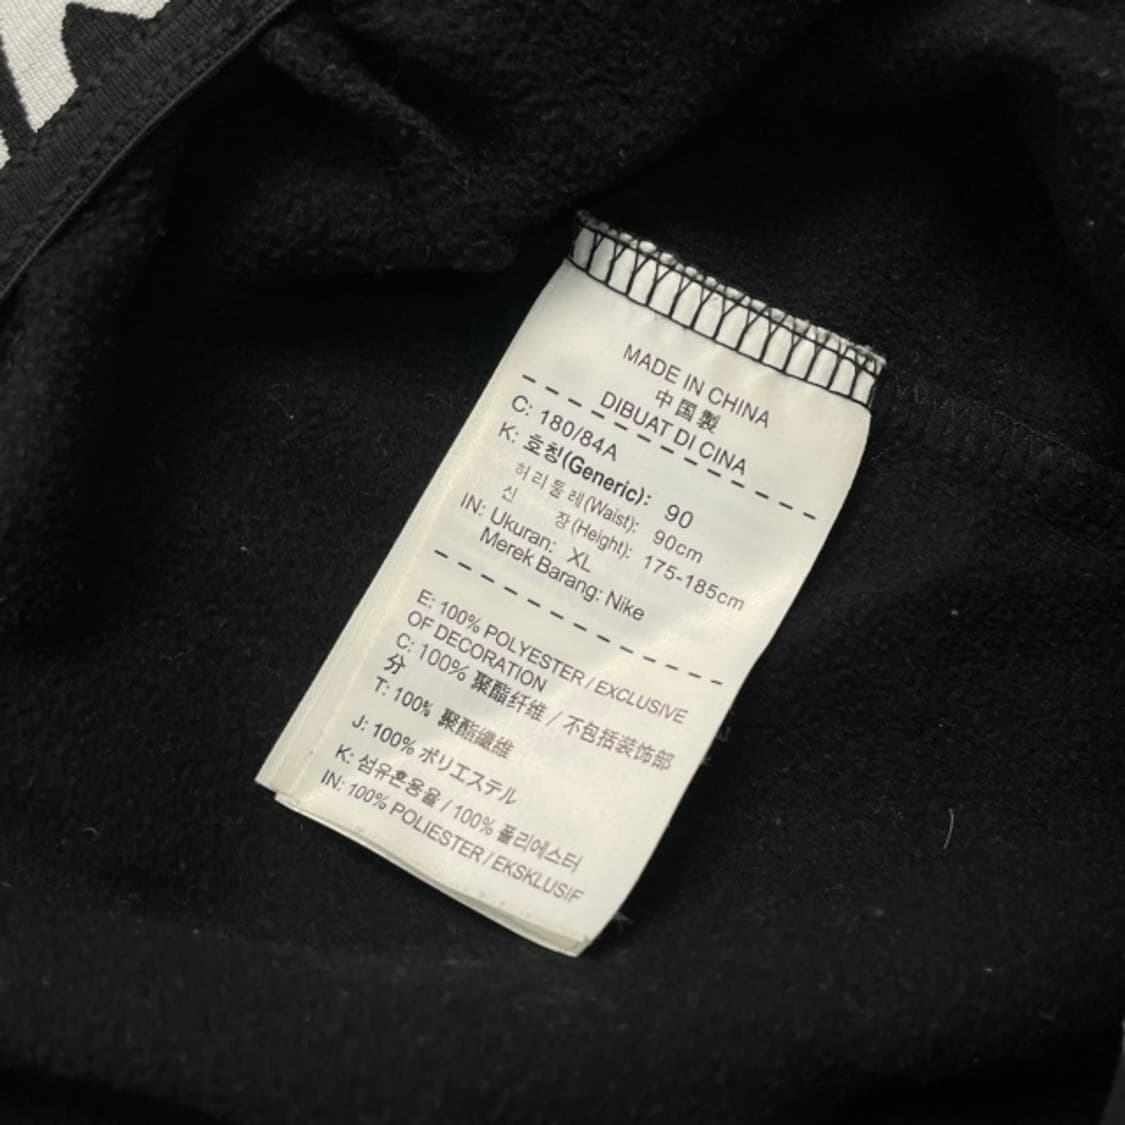 MADE IN CHINA
中国製
DIBUAT DI CINA
C: 180/84A
K: 호칭(Generic): 90
허리둘레(Waist): 90cm
신 장(Height): 175-185cm
IN: Ukuran: XL
Merek Barang: Nike
E: 100% POLYESTER / EXCLUSIVE
OF DECORATION
C: 100% 聚酯纤维 / 不包括装饰部
分
T: 100% 聚酯纖維
J: 100% ポリエステル
K: 섬유혼용율 / 100% 폴리에스터
IN: 100% POLIESTER / EKSKLUSIF